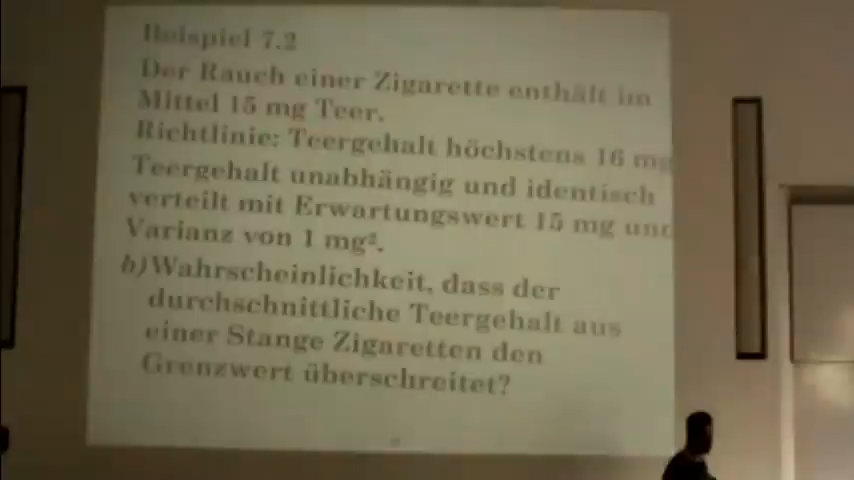 Beispiel 7.2
Der Rauch einer Zigarette enthält im
Mittel 15 mg Teer.
Richtlinie: Teergehalt höchstens 16 mg
Teergehalt unabhängig und identisch
verteilt mit Erwartungswert 15 mg und
Varianz von 1 mg².
b) Wahrscheinlichkeit, dass der
durchschnittliche Teergehalt aus
einer Stange Zigaretten den
Grenzwert überschreitet?